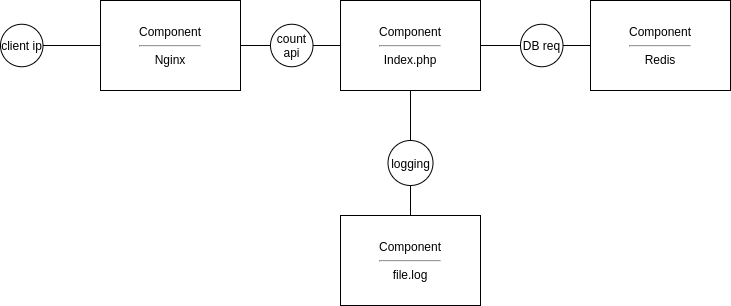 client ip
Component
Nginx
count
api
Component
Index.php
DB req
Component
Redis
logging
Component
file.log